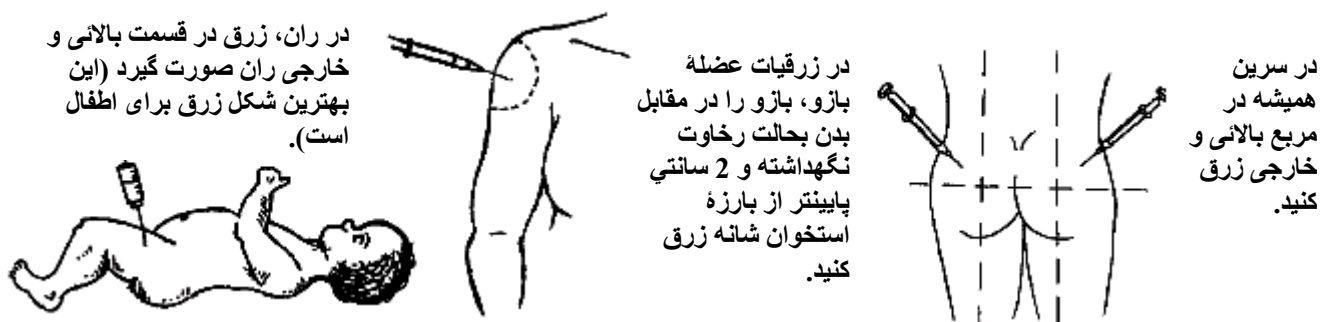 در سرین
همیشه در
مربع بالائی و
خارجی زرق
کنید.
در زرقیات عضلۀ
بازو، بازو را در مقابل
بدن بحالت رخاوت
نگهداشته و 2 سانتي
پایینتر از بارزۀ
استخوان شانه زرق
کنید.
در ران، زرق در قسمت بالائی و
خارجی ران صورت گیرد (این
بهترین شکل زرق برای اطفال
است).